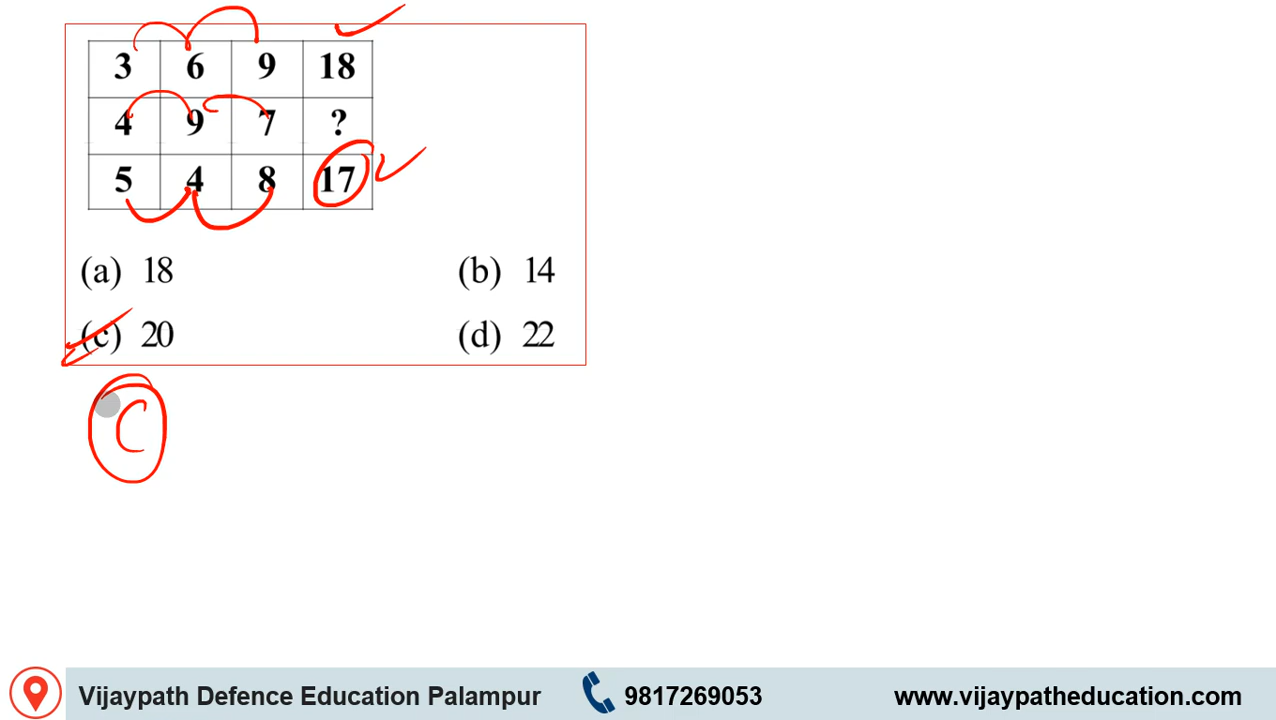 3 6 9 18
4 9 7 ?
5 4 8 17
(a) 18 (b) 14
(c) 20 (d) 22
C
Vijaypath Defence Education Palampur 9817269053 www.vijaypatheducation.com